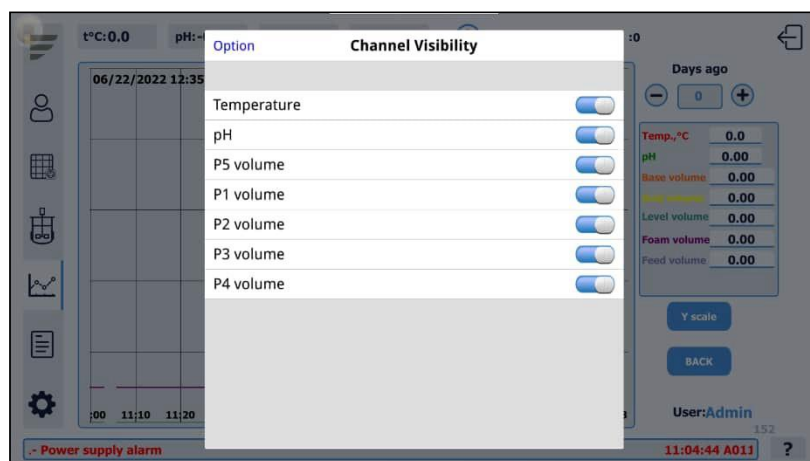 t°C: 0.0
pH:-
:0
Option
Channel Visibility
Temperature
pH
P5 volume
P1 volume
P2 volume
P3 volume
P4 volume
06/22/2022 12:35
:00 11:10 11:20
Days ago
0
Temp.,°C 0.0
pH 0.00
Base volume 0.00
0.00
Level volume 0.00
Foam volume 0.00
Feed volume 0.00
Y scale
BACK
User:Admin
152
.- Power supply alarm
11:04:44 A011
?